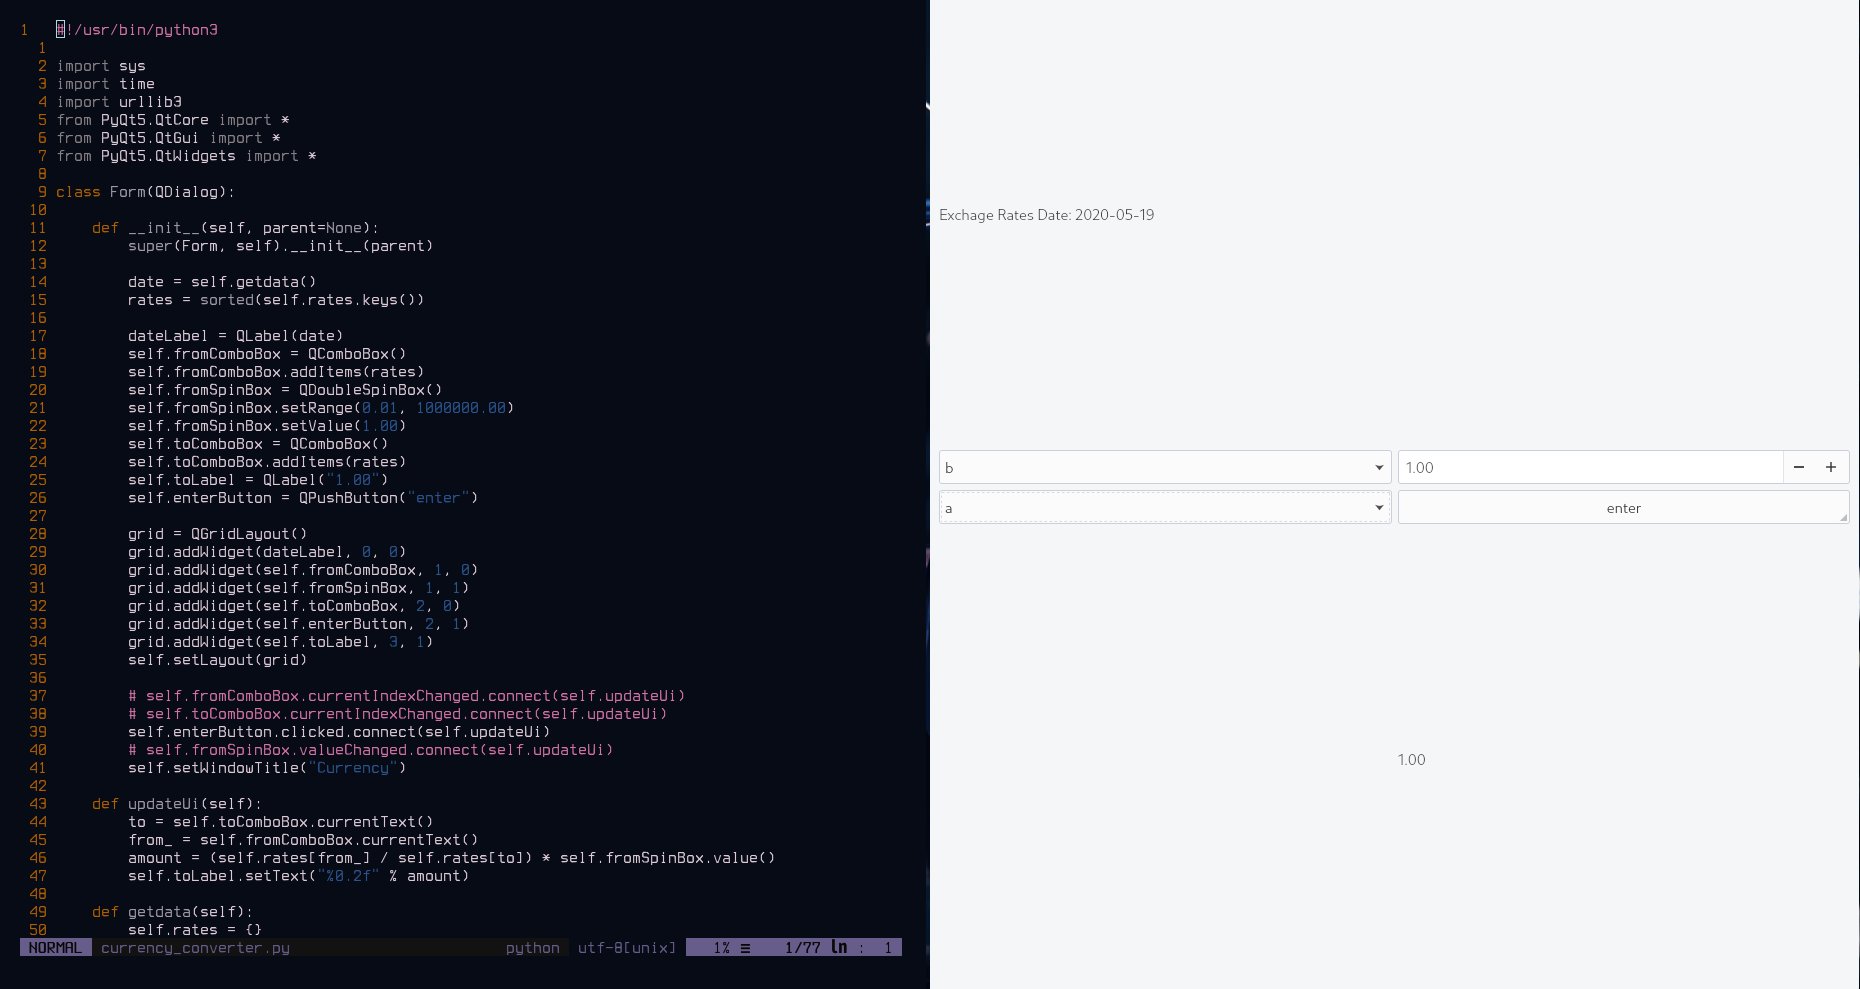 1 #!/usr/bin/python3
1
2 import sys
3 import time
4 import urllib3
5 from PyQt5.QtCore import *
6 from PyQt5.QtGui import *
7 from PyQt5.QtWidgets import *
8
9 class Form(QDialog):
10
11 def __init__(self, parent=None):
12 super(Form, self).__init__(parent)
13
14 date = self.getdata()
15 rates = sorted(self.rates.keys())
16
17 dateLabel = QLabel(date)
18 self.fromComboBox = QComboBox()
19 self.fromComboBox.addItems(rates)
20 self.fromSpinBox = QDoubleSpinBox()
21 self.fromSpinBox.setRange(0.01, 1000000.00)
22 self.fromSpinBox.setValue(1.00)
23 self.toComboBox = QComboBox()
24 self.toComboBox.addItems(rates)
25 self.toLabel = QLabel("1.00")
26 self.enterButton = QPushButton("enter")
27
28 grid = QGridLayout()
29 grid.addWidget(dateLabel, 0, 0)
30 grid.addWidget(self.fromComboBox, 1, 0)
31 grid.addWidget(self.fromSpinBox, 1, 1)
32 grid.addWidget(self.toComboBox, 2, 0)
33 grid.addWidget(self.enterButton, 2, 1)
34 grid.addWidget(self.toLabel, 3, 1)
35 self.setLayout(grid)
36
37 # self.fromComboBox.currentIndexChanged.connect(self.updateUi)
38 # self.toComboBox.currentIndexChanged.connect(self.updateUi)
39 self.enterButton.clicked.connect(self.updateUi)
40 # self.fromSpinBox.valueChanged.connect(self.updateUi)
41 self.setWindowTitle("Currency")
42
43 def updateUi(self):
44 to = self.toComboBox.currentText()
45 from_ = self.fromComboBox.currentText()
46 amount = (self.rates[from_] / self.rates[to]) * self.fromSpinBox.value()
47 self.toLabel.setText("%0.2f" % amount)
48
49 def getdata(self):
50 self.rates = {}
NORMAL currency_converter.py python utf-8[unix] 1% ≡ 1/77 ln : 1
Exchage Rates Date: 2020-05-19
b 1.00 − +
a enter
1.00